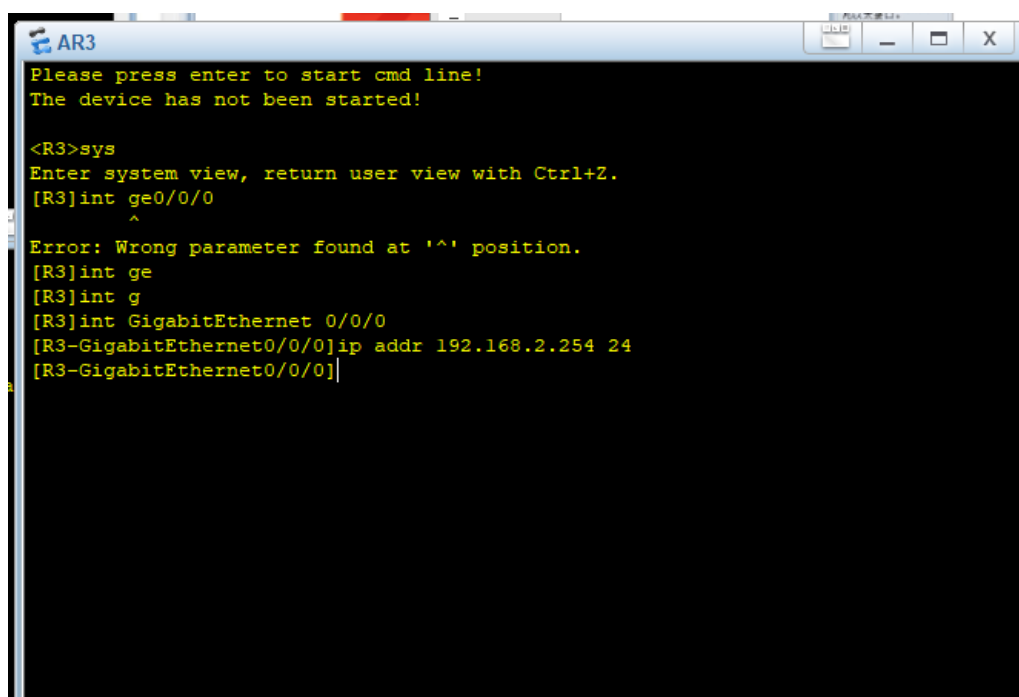 AR3
Please press enter to start cmd line!
The device has not been started!
<R3>sys
Enter system view, return user view with Ctrl+Z.
[R3]int ge0/0/0
^
Error: Wrong parameter found at '^' position.
[R3]int ge
[R3]int g
[R3]int GigabitEthernet 0/0/0
[R3-GigabitEthernet0/0/0]ip addr 192.168.2.254 24
[R3-GigabitEthernet0/0/0]